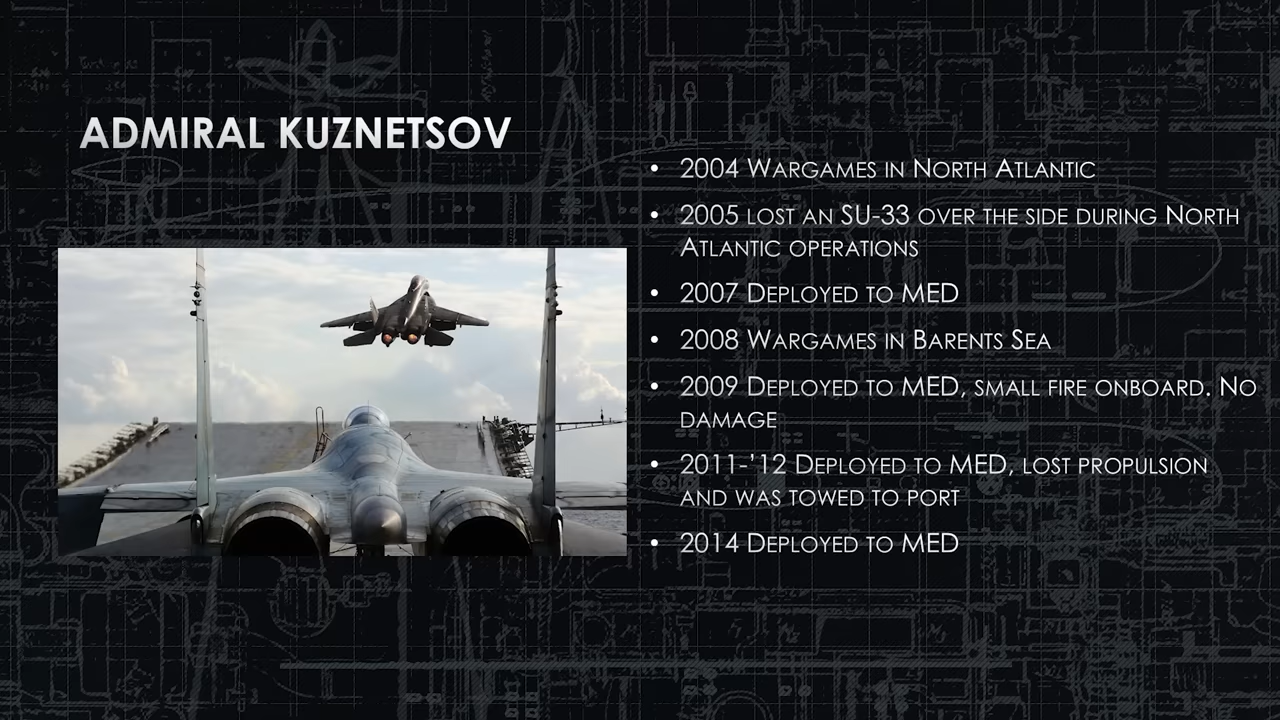 ADMIRAL KUZNETSOV
• 2004 WARGAMES IN NORTH ATLANTIC
• 2005 LOST AN SU-33 OVER THE SIDE DURING NORTH
ATLANTIC OPERATIONS
• 2007 DEPLOYED TO MED
• 2008 WARGAMES IN BARENTS SEA
• 2009 DEPLOYED TO MED, SMALL FIRE ONBOARD. NO
DAMAGE
• 2011-'12 DEPLOYED TO MED, LOST PROPULSION
AND WAS TOWED TO PORT
• 2014 DEPLOYED TO MED